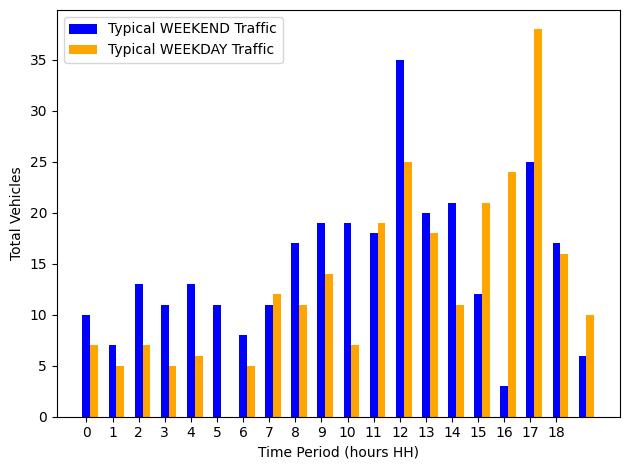 Typical WEEKEND Traffic
Typical WEEKDAY Traffic
35
30
25
20
15
10
5
0
Total Vehicles
0 1 2 3 4 5 6 7 8 9 10 11 12 13 14 15 16 17 18
Time Period (hours HH)